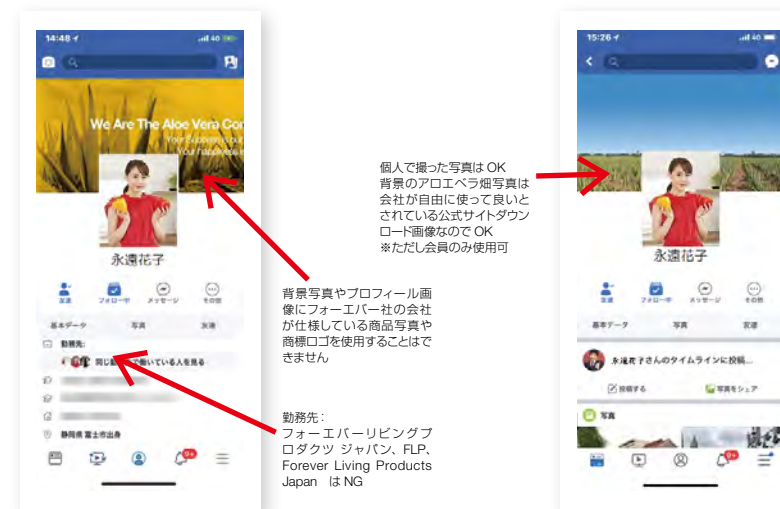 14:48
4G
We Are The Aloe Vera Com
Your happiness is
永遠花子
友達
フォロー中
メッセージ
その他
基本データ
写真
友達
勤務先:
同じ勤務先で働いている人を見る
静岡県 富士市出身
9+
背景写真やプロフィール画
像にフォーエバー社の会社
が仕様している商品写真や
商標ロゴを使用することはで
きません
勤務先:
フォーエバーリビングプ
ロダクツ ジャパン、FLP、
Forever Living Products
Japan は NG
個人で撮った写真は OK
背景のアロエベラ畑写真は
会社が自由に使って良いと
されている公式サイトダウン
ロード画像なので OK
※ただし会員のみ使用可
15:26
4G
永遠花子
友達
フォロー中
メッセージ
その他
基本データ
写真
友達
永遠花子さんのタイムラインに投稿...
投稿する
写真をシェア
写真
9+